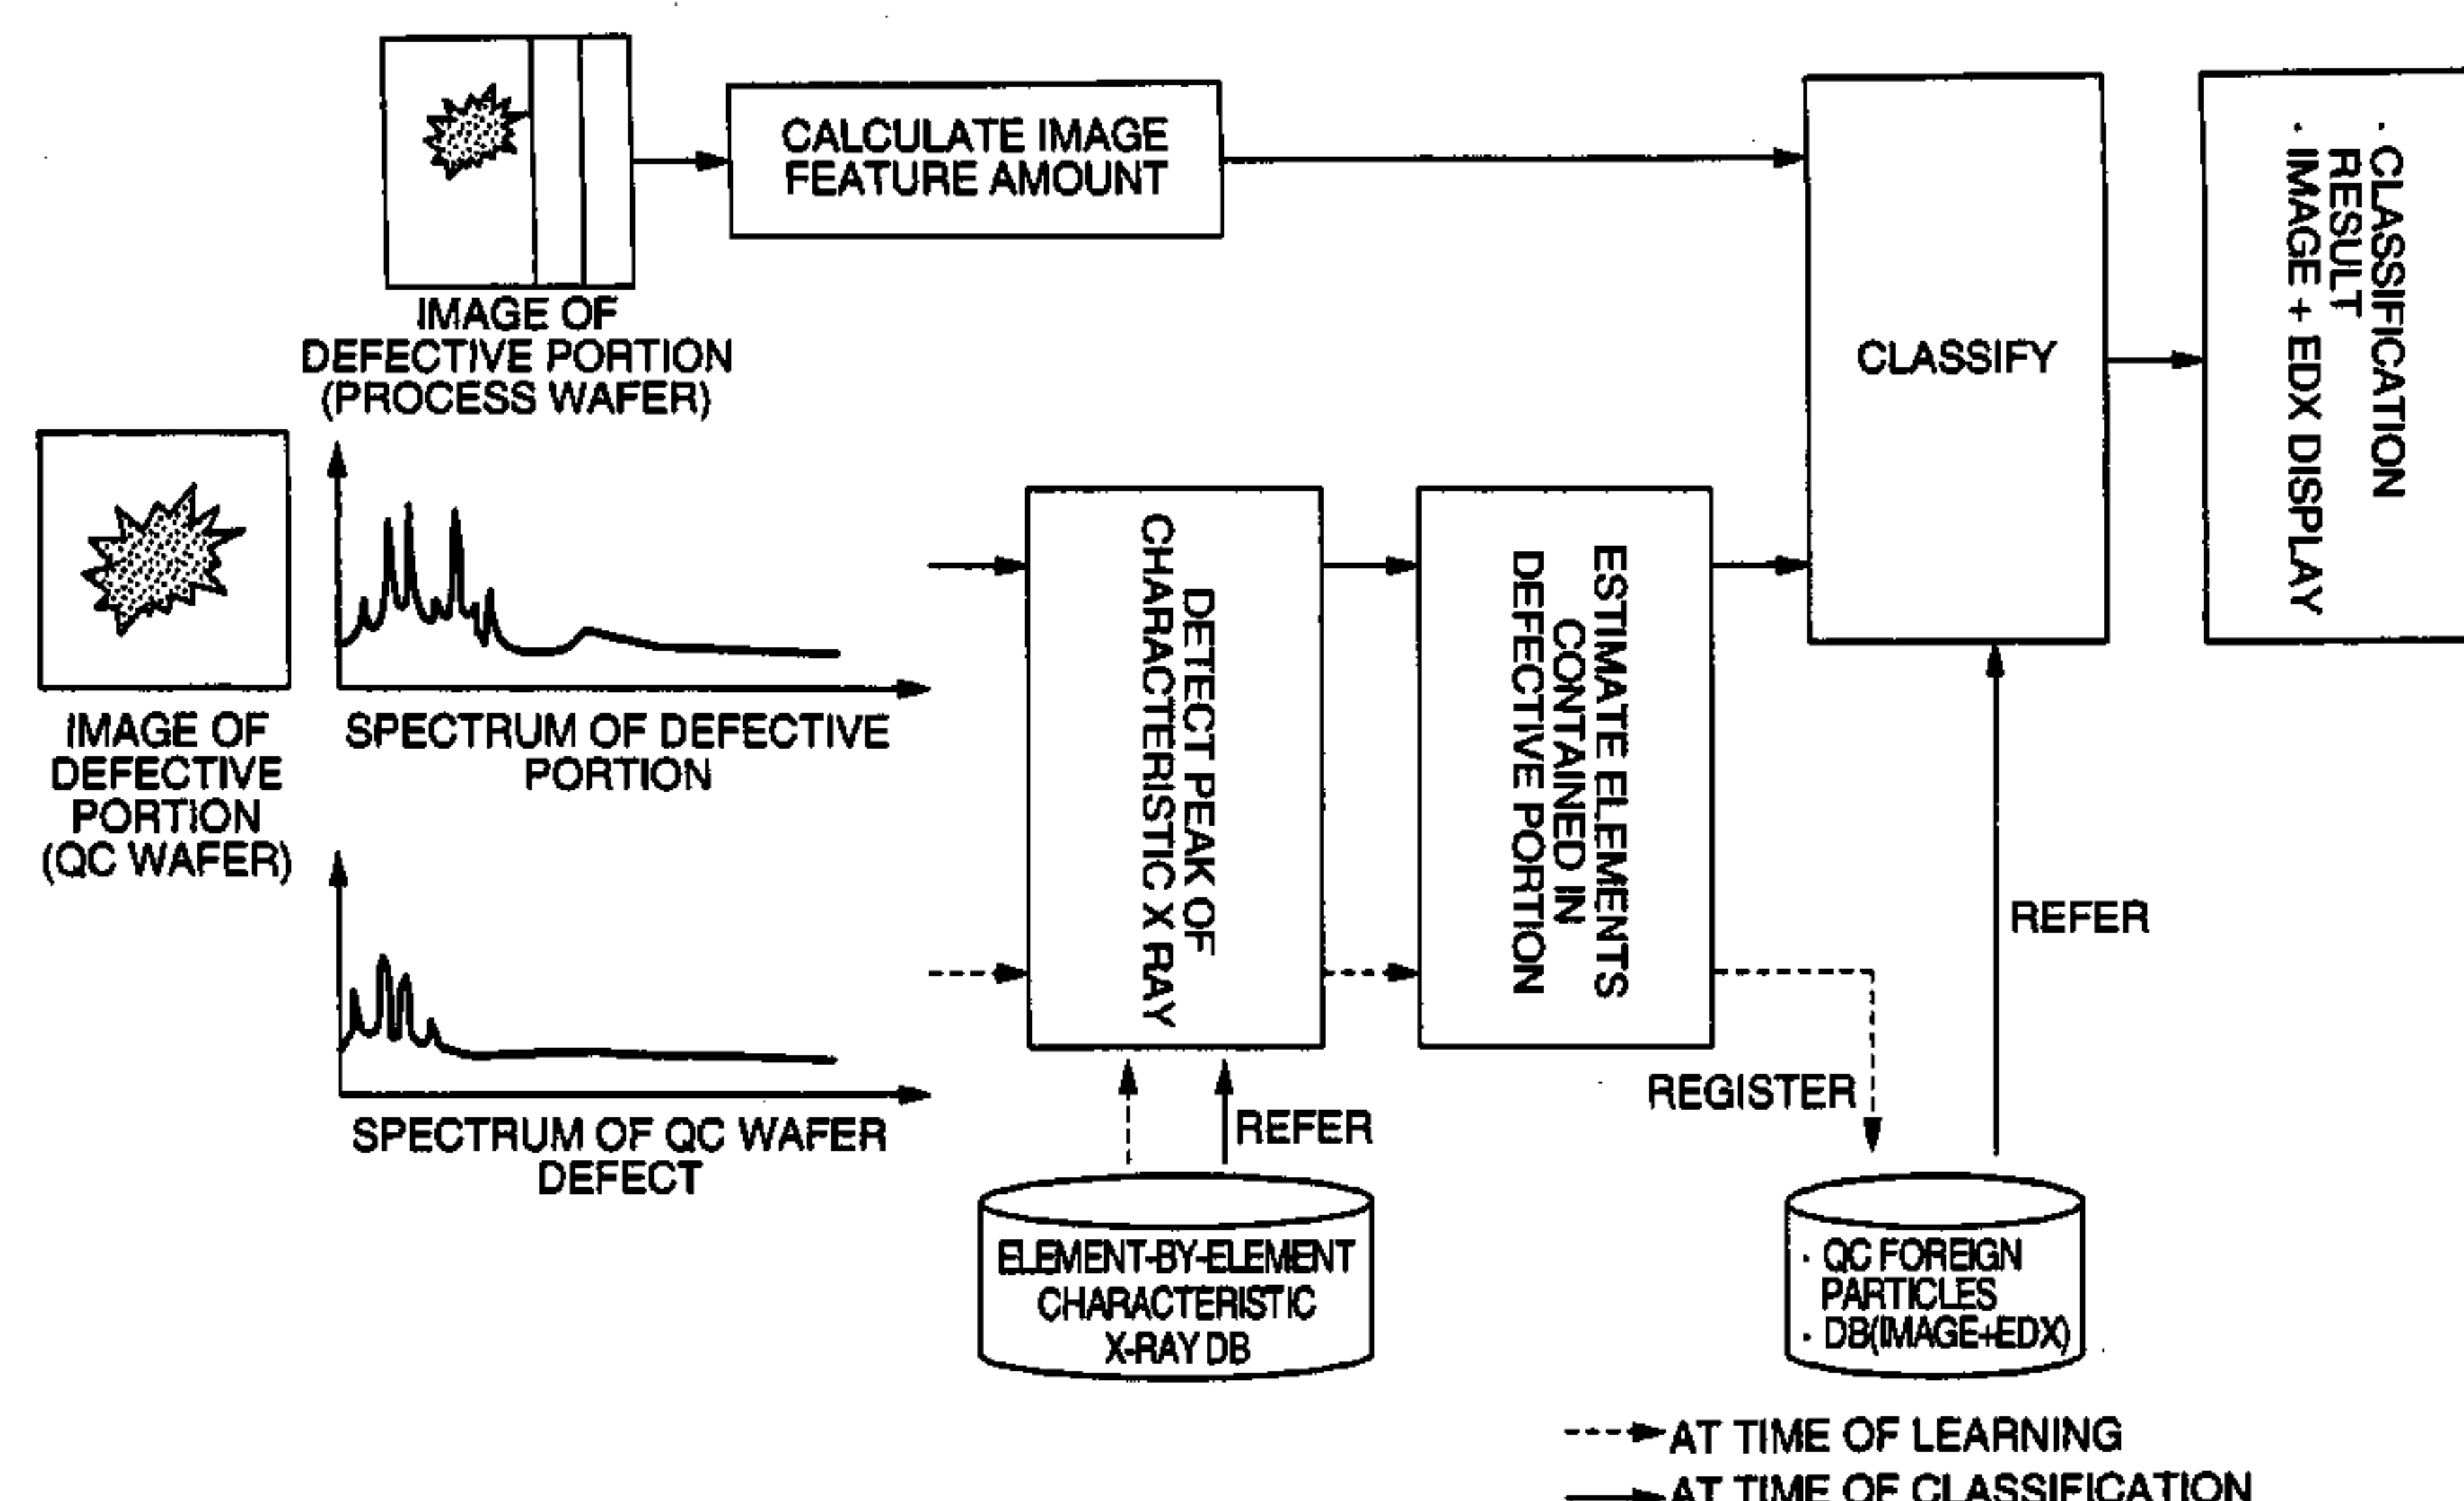 CALCULATE IMAGE
FEATURE AMOUNT
IMAGE OF
DEFECTIVE PORTION
(PROCESS WAFER)
CLASSIFY
· CLASSIFICATION
RESULT
· IMAGE + EDX DISPLAY
IMAGE OF
DEFECTIVE
PORTION
(QC WAFER)
SPECTRUM OF DEFECTIVE
PORTION
DETECT PEAK OF
CHARACTERISTIC X RAY
ESTIMATE ELEMENTS
CONTAINED IN
DEFECTIVE PORTION
REFER
SPECTRUM OF QC WAFER
DEFECT
REFER
REGISTER
ELEMENT-BY-ELEMENT
CHARACTERISTIC
X-RAY DB
· QC FOREIGN
PARTICLES
· DB(IMAGE+EDX)
AT TIME OF LEARNING
AT TIME OF CLASSIFICATION